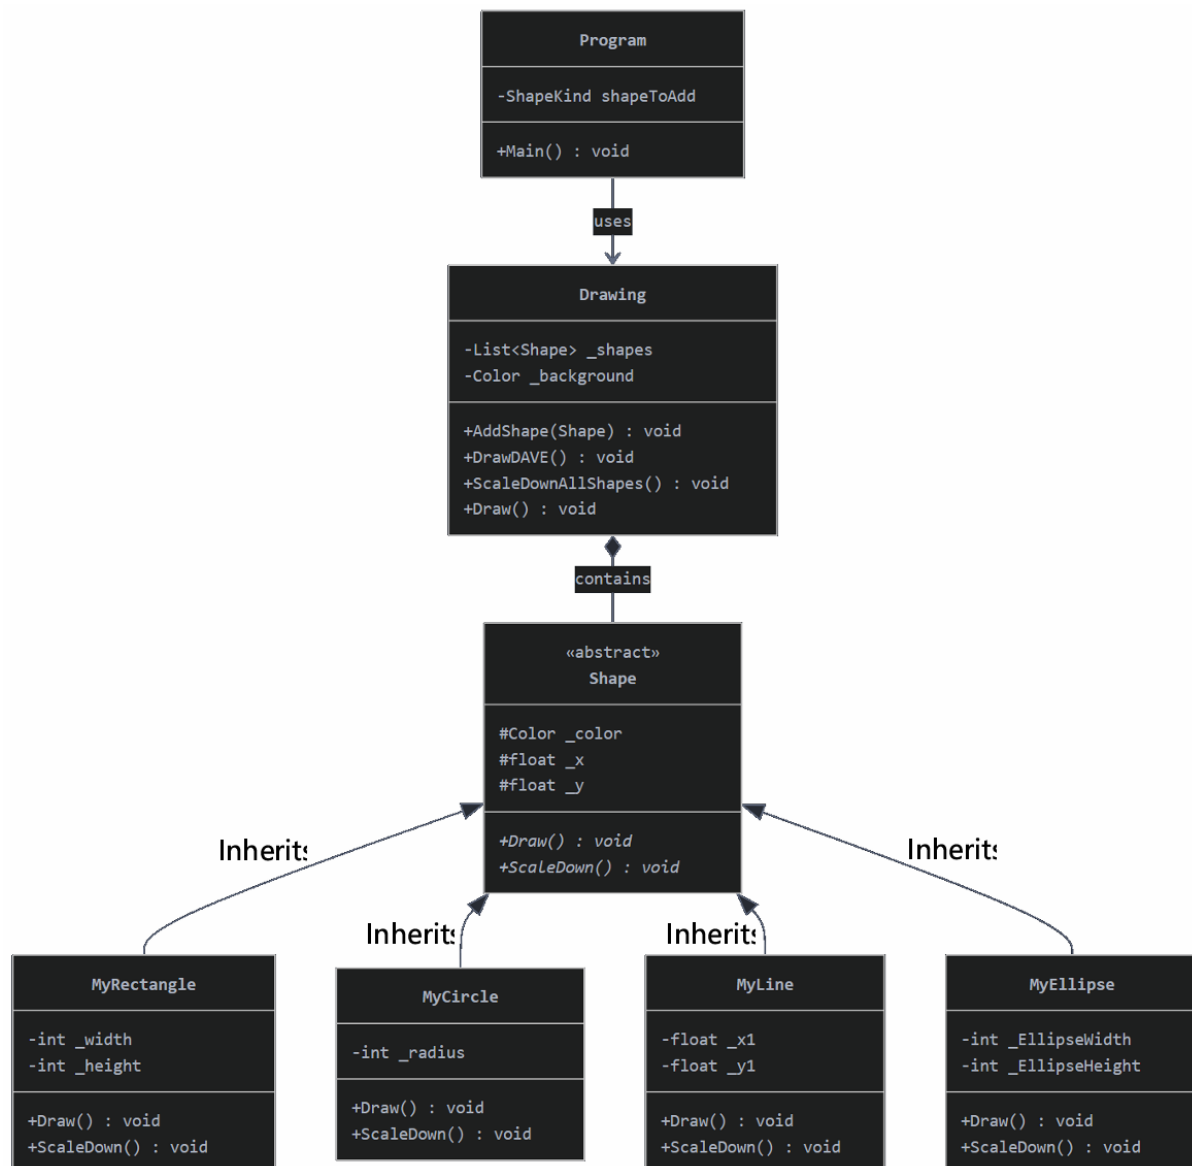 Program
-ShapeKind shapeToAdd
+Main() : void
uses
Drawing
-List<Shape> _shapes
-Color _background
+AddShape(Shape) : void
+DrawDAVE() : void
+ScaleDownAllShapes() : void
+Draw() : void
contains
«abstract»
Shape
#Color _color
#float _x
#float _y
+Draw() : void
+ScaleDown() : void
Inherits
Inherits
Inherits
Inherits
MyRectangle
-int _width
-int _height
+Draw() : void
+ScaleDown() : void
MyCircle
-int _radius
+Draw() : void
+ScaleDown() : void
MyLine
-float _x1
-float _y1
+Draw() : void
+ScaleDown() : void
MyEllipse
-int _EllipseWidth
-int _EllipseHeight
+Draw() : void
+ScaleDown() : void